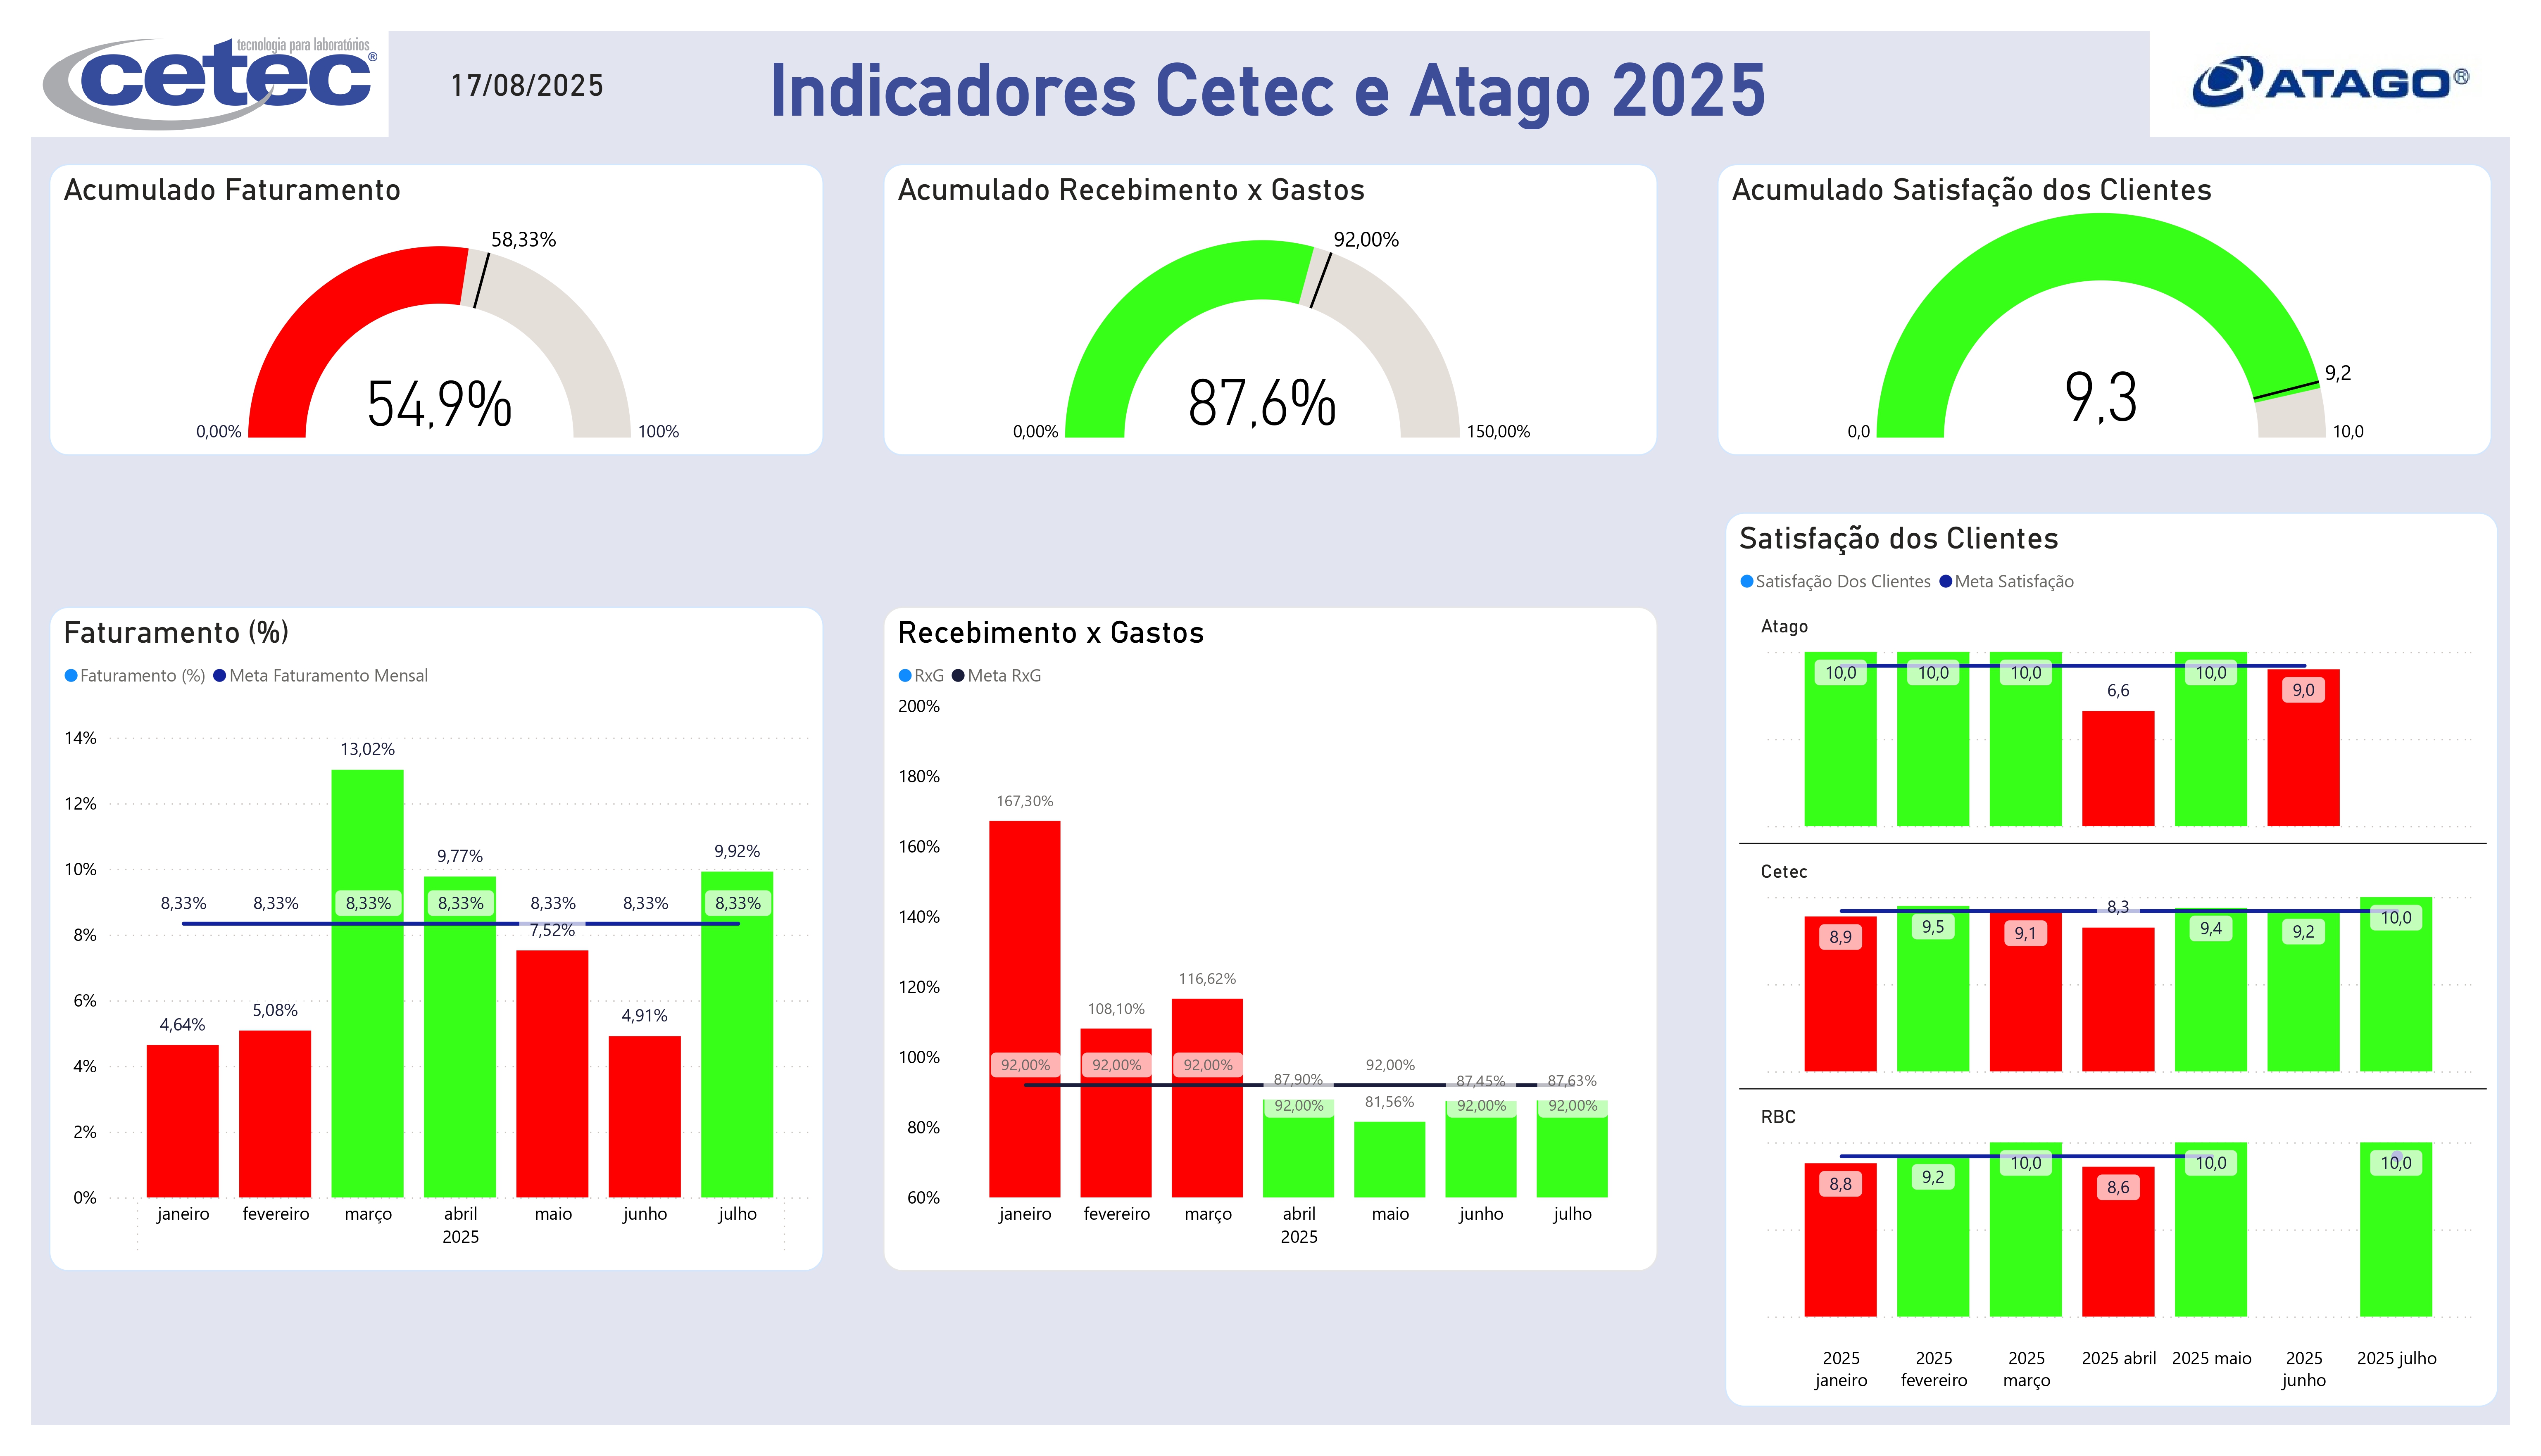 tecnologia para laboratórios
cetec®
17/08/2025
Indicadores Cetec e Atago 2025
ATAGO®
Acumulado Faturamento
58,33%
54,9%
0,00%
100%
Acumulado Recebimento x Gastos
92,00%
87,6%
0,00%
150,00%
Acumulado Satisfação dos Clientes
9,2
9,3
0,0
10,0
Faturamento (%)
Faturamento (%) Meta Faturamento Mensal
14%
12%
10%
8%
6%
4%
2%
0%
13,02%
9,77%
9,92%
8,33% 8,33% 8,33% 8,33% 8,33% 8,33% 8,33%
7,52%
4,64%
5,08%
4,91%
janeiro fevereiro março abril maio junho julho
2025
Recebimento x Gastos
RxG Meta RxG
200%
180%
160%
140%
120%
100%
80%
60%
167,30%
108,10%
116,62%
92,00% 92,00% 92,00%
87,90%
92,00%
92,00%
81,56%
87,45%
92,00%
87,63%
92,00%
janeiro fevereiro março abril maio junho julho
2025
Satisfação dos Clientes
Satisfação Dos Clientes Meta Satisfação
Atago
10,0 10,0 10,0 6,6 10,0 9,0
Cetec
8,9 9,5 9,1 8,3 9,4 9,2 10,0
RBC
8,8 9,2 10,0 8,6 10,0 10,0
2025 janeiro
2025 fevereiro
2025 março
2025 abril
2025 maio
2025 junho
2025 julho